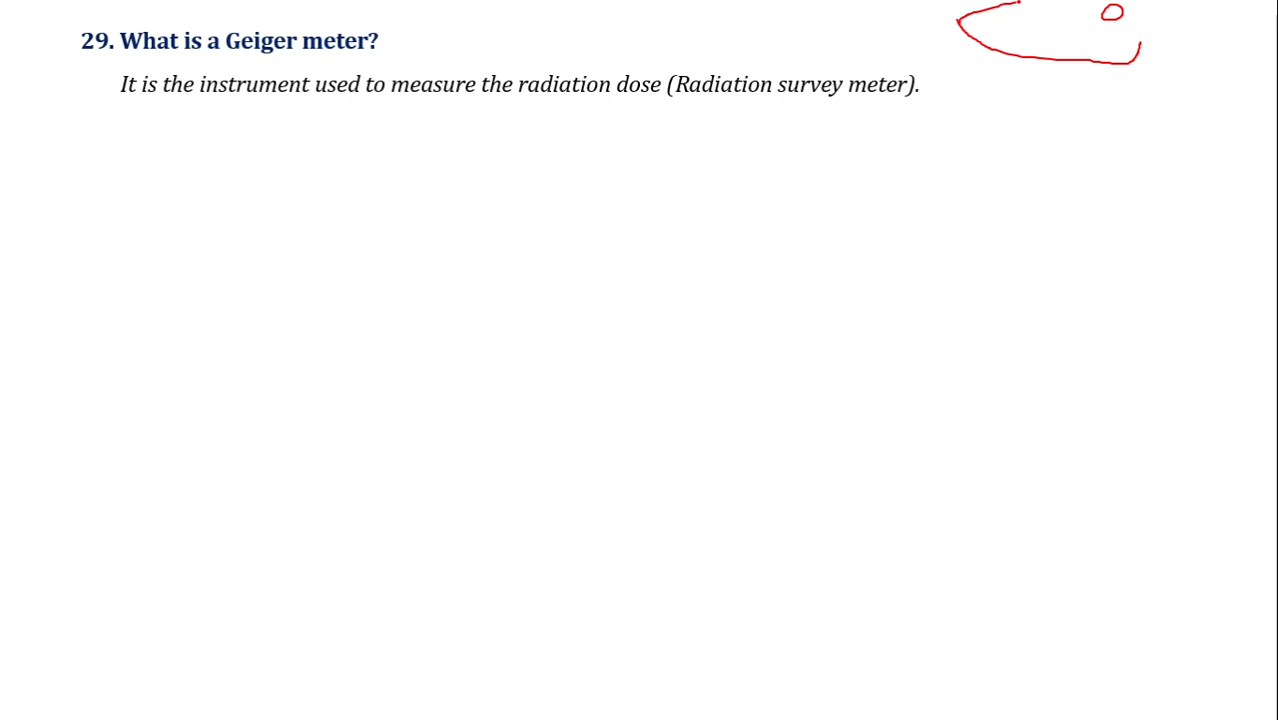 29. What is a Geiger meter?
It is the instrument used to measure the radiation dose (Radiation survey meter).